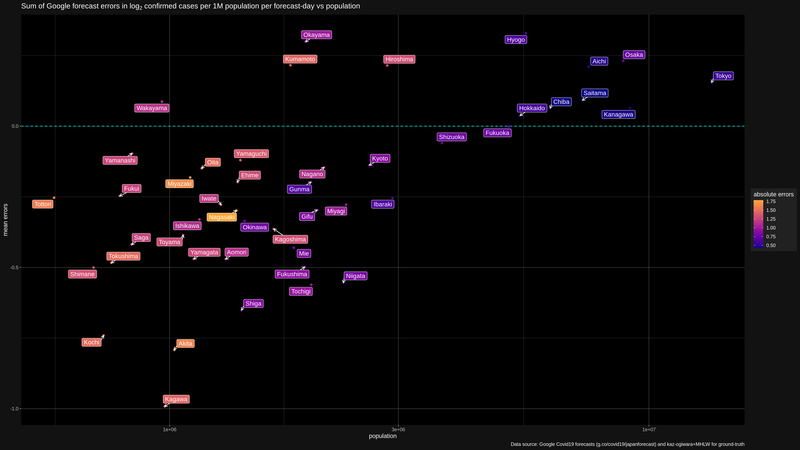 Sum of Google forecast errors in log2 confirmed cases per 1M population per forecast-day vs population
Okayama
Hyogo
Osaka
Kumamoto
Hiroshima
Aichi
Tokyo
Saitama
Chiba
Wakayama
Hokkaido
Kanagawa
0.0
Fukuoka
Shizuoka
Yamaguchi
Yamanashi
Oita
Kyoto
Nagano
Ehime
Miyazaki
Fukui
Gunma
Iwate
Tottori
Ibaraki
Miyagi
Nagasaki
Gifu
Ishikawa
Okinawa
Saga
Toyama
Kagoshima
Yamagata
Aomori
Mie
Tokushima
-0.5
Shimane
Fukushima
Niigata
Tochigi
Shiga
Kochi
Akita
Kagawa
-1.0
mean errors
1e+06
3e+06
1e+07
population
absolute errors
1.75
1.50
1.25
1.00
0.75
0.50
Data source: Google Covid19 forecasts (g.co/covid19/japanforecast) and kaz-ogiwara+MHLW for ground-truth